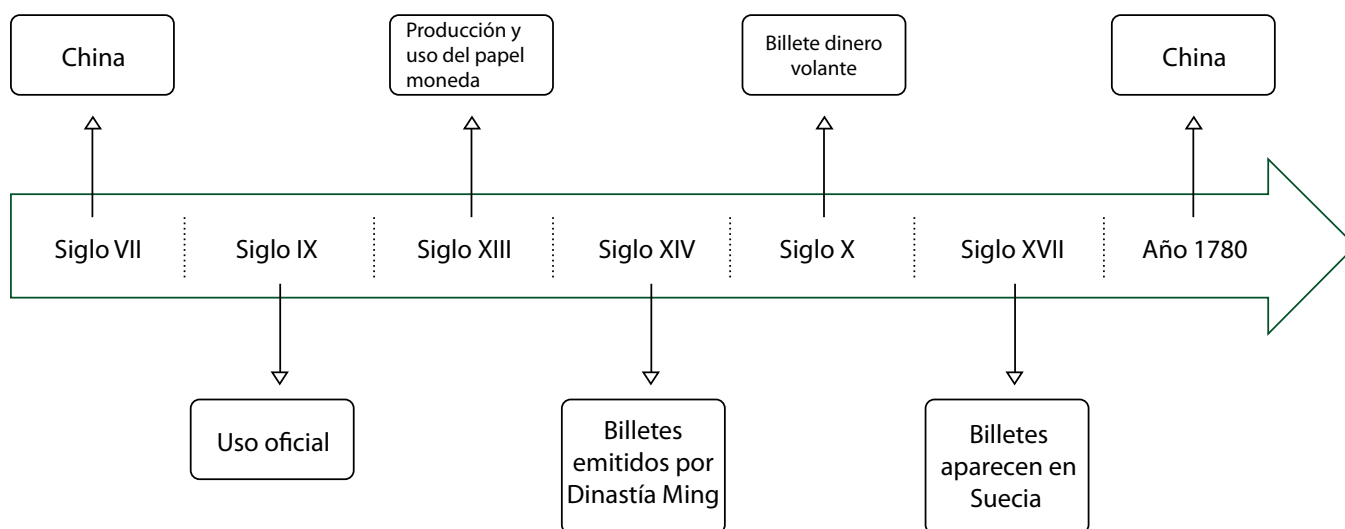 China
Producción y
uso del papel
moneda
Billete dinero
volante
China
Siglo VII
Siglo IX
Siglo XIII
Siglo XIV
Siglo X
Siglo XVII
Año 1780
Uso oficial
Billetes
emitidos por
Dinastía Ming
Billetes
aparecen en
Suecia